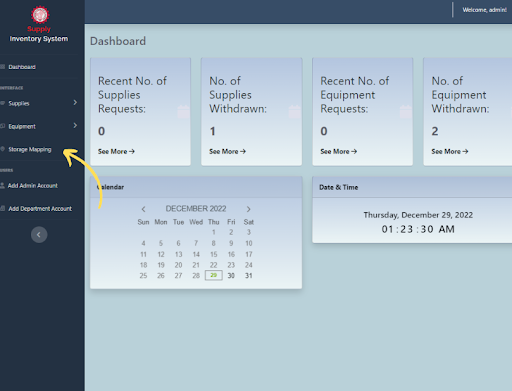 Supply
Inventory System
Welcome, admin!
Dashboard
INTERFACE
Supplies
Equipment
Storage Mapping
USERS
Add Admin Account
Add Department Account
Dashboard
Recent No. of
Supplies
Requests:
0
See More →
No. of
Supplies
Withdrawn:
1
See More →
Recent No. of
Equipment
Requests:
0
See More →
No. of
Equipment
Withdrawn:
2
See More →
Calendar
DECEMBER 2022
Sun Mon Tue Wed Thu Fri Sat
1 2 3
4 5 6 7 8 9 10
11 12 13 14 15 16 17
18 19 20 21 22 23 24
25 26 27 28 29 30 31
Date & Time
Thursday, December 29, 2022
01:23:30 AM